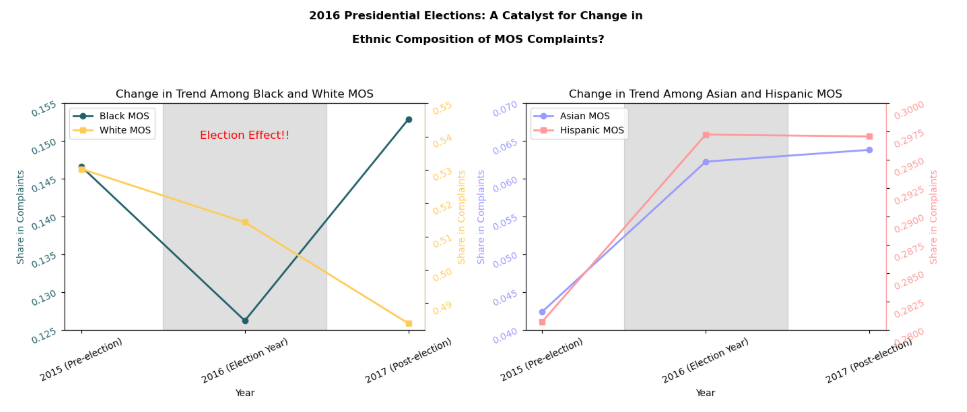 2016 Presidential Elections: A Catalyst for Change in
Ethnic Composition of MOS Complaints?
Change in Trend Among Black and White MOS
0.155
0.150
0.145
0.140
0.135
0.130
0.125
Share in Complaints
Black MOS
White MOS
Election Effect!!
0.55
0.54
0.53
0.52
0.51
0.50
0.49
Share in Complaints
2015 (Pre-election)
2016 (Election Year)
2017 (Post-election)
Year
Change in Trend Among Asian and Hispanic MOS
0.070
0.065
0.060
0.055
0.050
0.045
0.040
Share in Complaints
Asian MOS
Hispanic MOS
0.3000
0.2975
0.2950
0.2925
0.2900
0.2875
0.2850
0.2825
0.2800
Share in Complaints
2015 (Pre-election)
2016 (Election Year)
2017 (Post-election)
Year